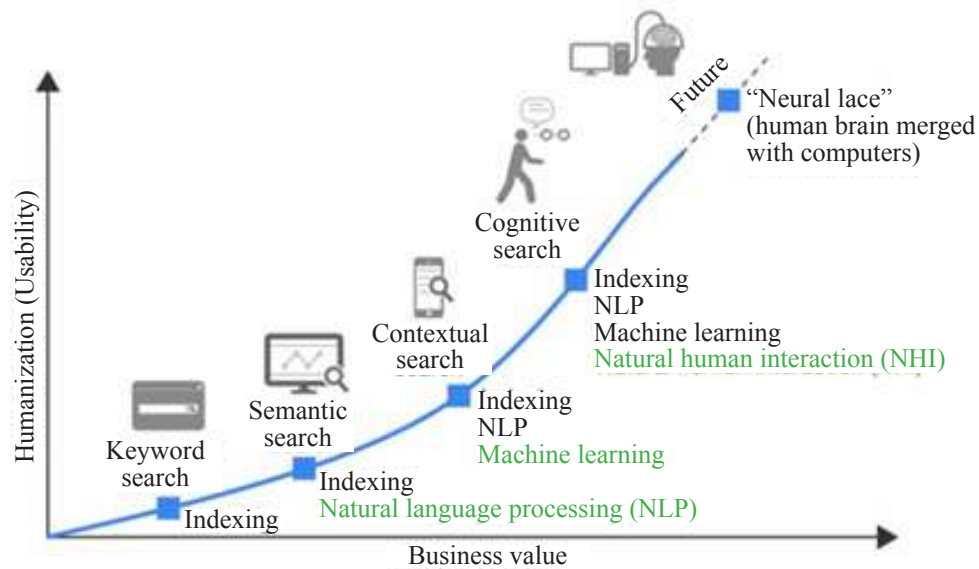 Future
“Neural lace”
(human brain merged
with computers)
Cognitive
search
Indexing
NLP
Machine learning
Natural human interaction (NHI)
Contextual
search
Indexing
NLP
Machine learning
Semantic
search
Indexing
Natural language processing (NLP)
Keyword
search
Indexing
Humanization (Usability)
Business value